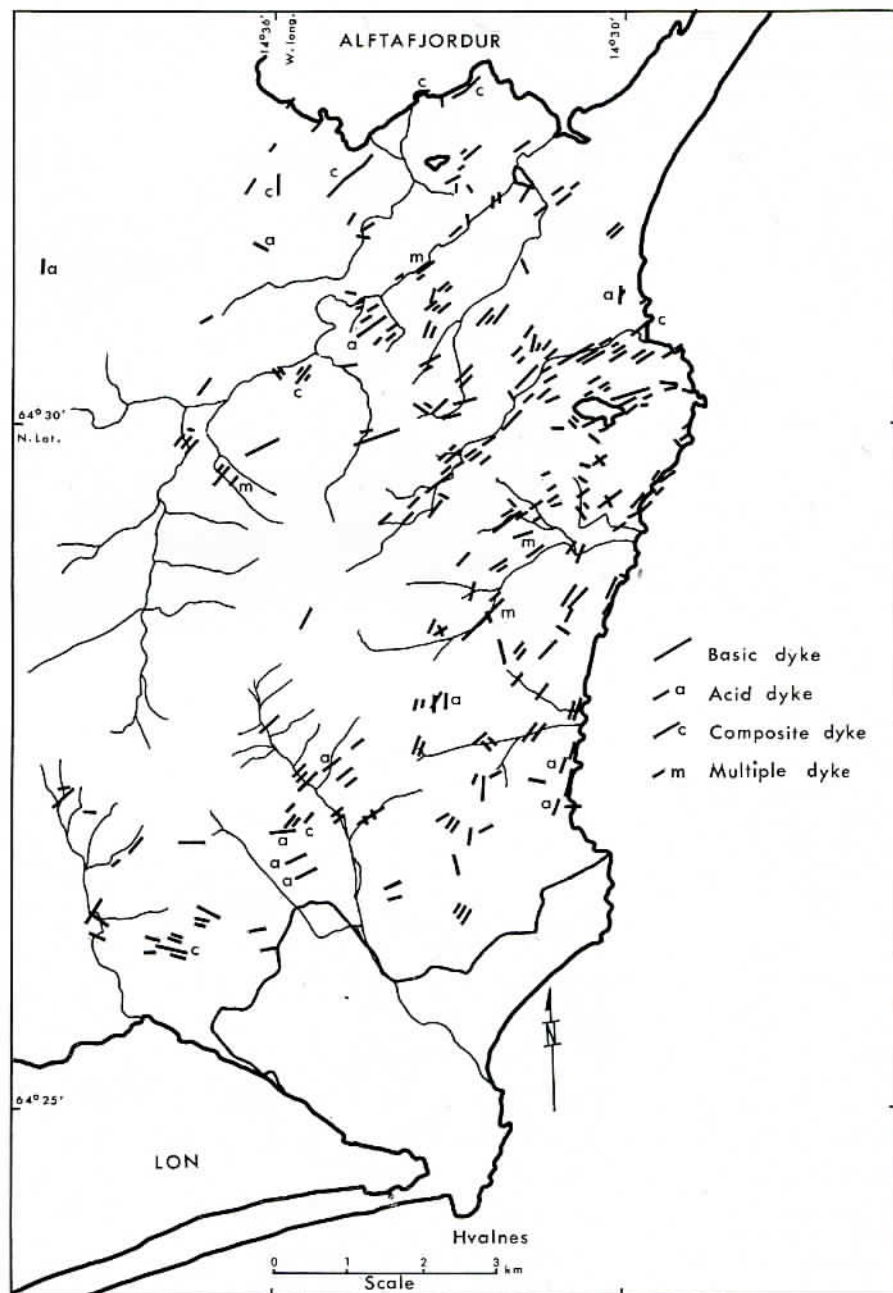 14°36'
W. long.
14°30'
ALFTAFJORDUR
c
c
c
c
a
a
m
a
c
a
c
64°30'
N. Lat.
m
m
m
Basic dyke
a Acid dyke
c Composite dyke
m Multiple dyke
a
a
a
a
c
a
a
a
c
N
64°25'
LON
Hvalnes
0 1 2 3 km
Scale